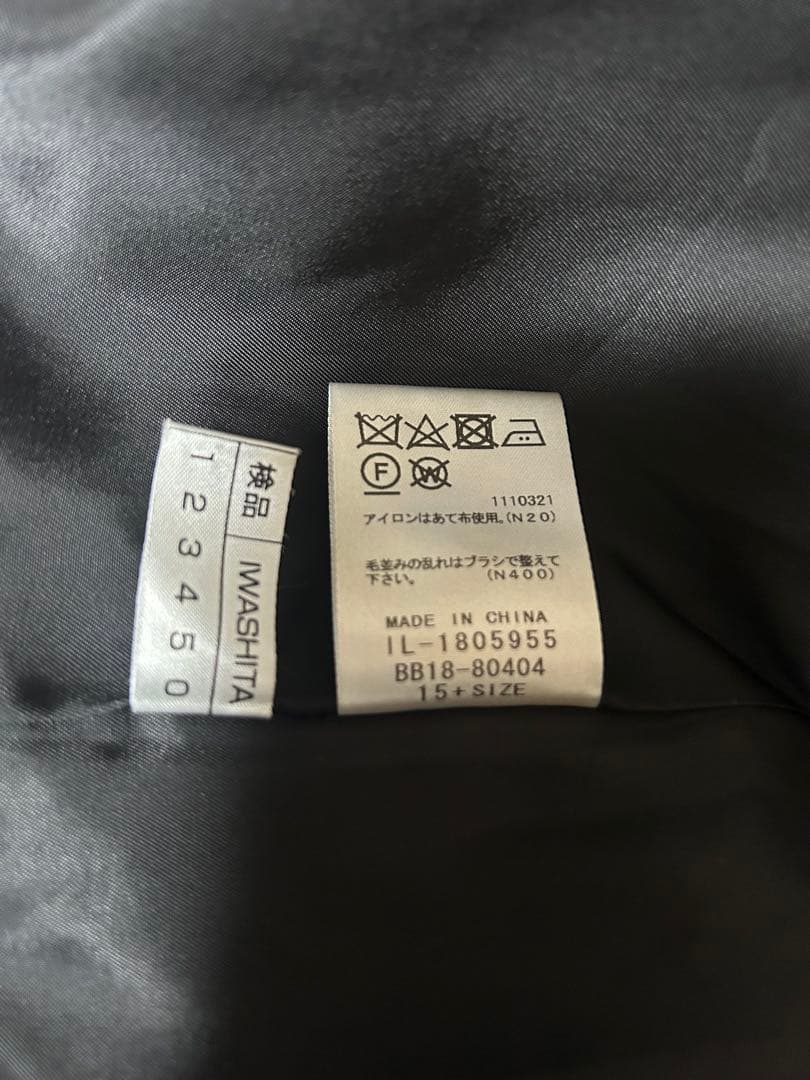 検品 IWASHITA
1 2 3 4 5 0
F W
1110321
アイロンはあて布使用。(N20)
毛並みの乱れはブラシで整えて
下さい。 (N400)
MADE IN CHINA
IL-1805955
BB18-80404
15+SIZE